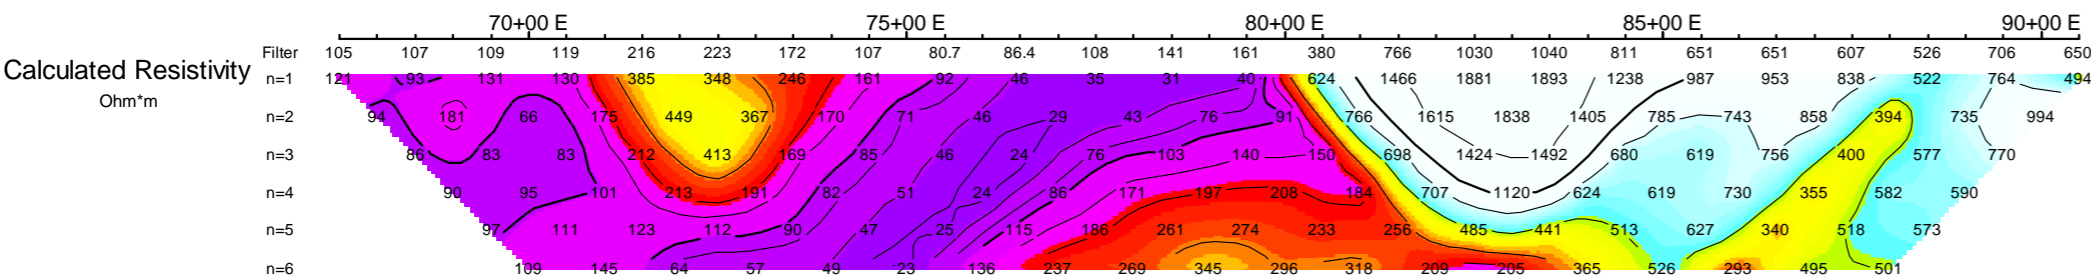 70+00 E 75+00 E 80+00 E 85+00 E 90+00 E
Filter 105 107 109 119 216 223 172 107 80.7 86.4 108 141 161 380 766 1030 1040 811 651 651 607 526 706 650
Calculated Resistivity
Ohm*m
n=1 121 93 131 130 385 348 246 161 92 46 35 31 40 624 1466 1881 1893 1238 987 953 838 522 764 494
n=2 94 181 66 175 449 367 170 71 46 29 43 76 91 766 1615 1838 1405 785 743 858 394 735 994
n=3 86 83 83 212 413 169 85 46 24 76 103 140 150 698 1424 1492 680 619 756 400 577 770
n=4 90 95 101 213 191 82 51 24 86 171 197 208 184 707 1120 624 619 730 355 582 590
n=5 97 111 123 112 90 47 25 115 186 261 274 233 256 485 441 513 627 340 518 573
n=6 109 145 64 57 49 23 136 237 269 345 296 318 209 205 365 526 293 495 501